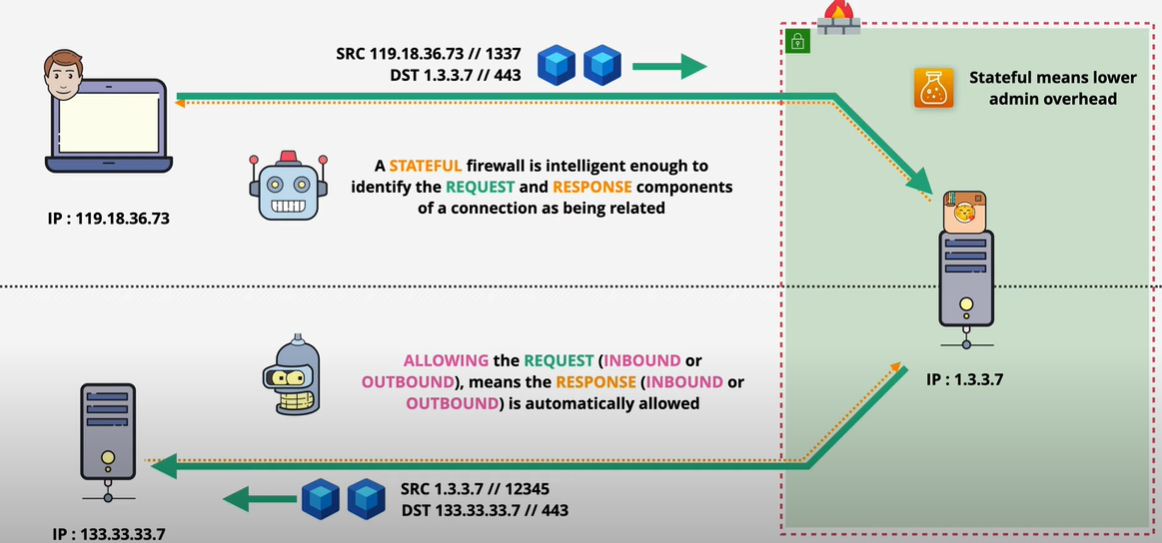 SRC 119.18.36.73 // 1337
DST 1.3.3.7 // 443
Stateful means lower
admin overhead
A STATEFUL firewall is intelligent enough to
identify the REQUEST and RESPONSE components
of a connection as being related
IP : 119.18.36.73
ALLOWING the REQUEST (INBOUND or
OUTBOUND), means the RESPONSE (INBOUND or
OUTBOUND) is automatically allowed
IP : 1.3.3.7
SRC 1.3.3.7 // 12345
DST 133.33.33.7 // 443
IP : 133.33.33.7